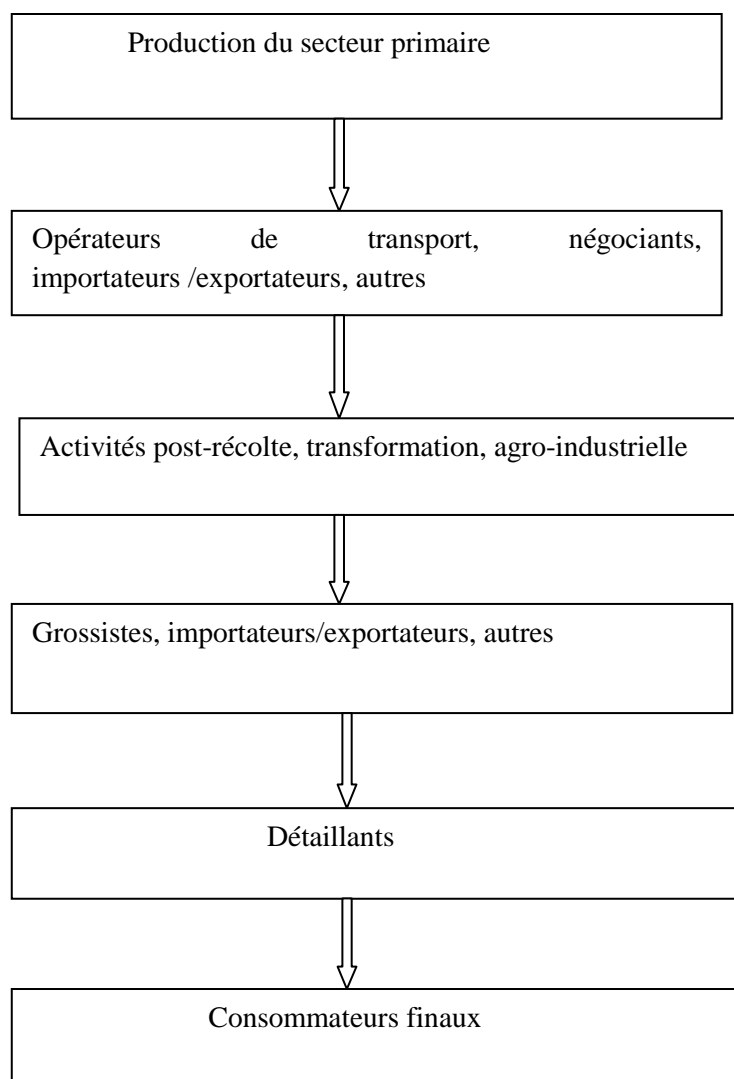 Production du secteur primaire
Opérateurs de transport, négociants,
importateurs /exportateurs, autres
Activités post-récolte, transformation, agro-industrielle
Grossistes, importateurs/exportateurs, autres
Détaillants
Consommateurs finaux